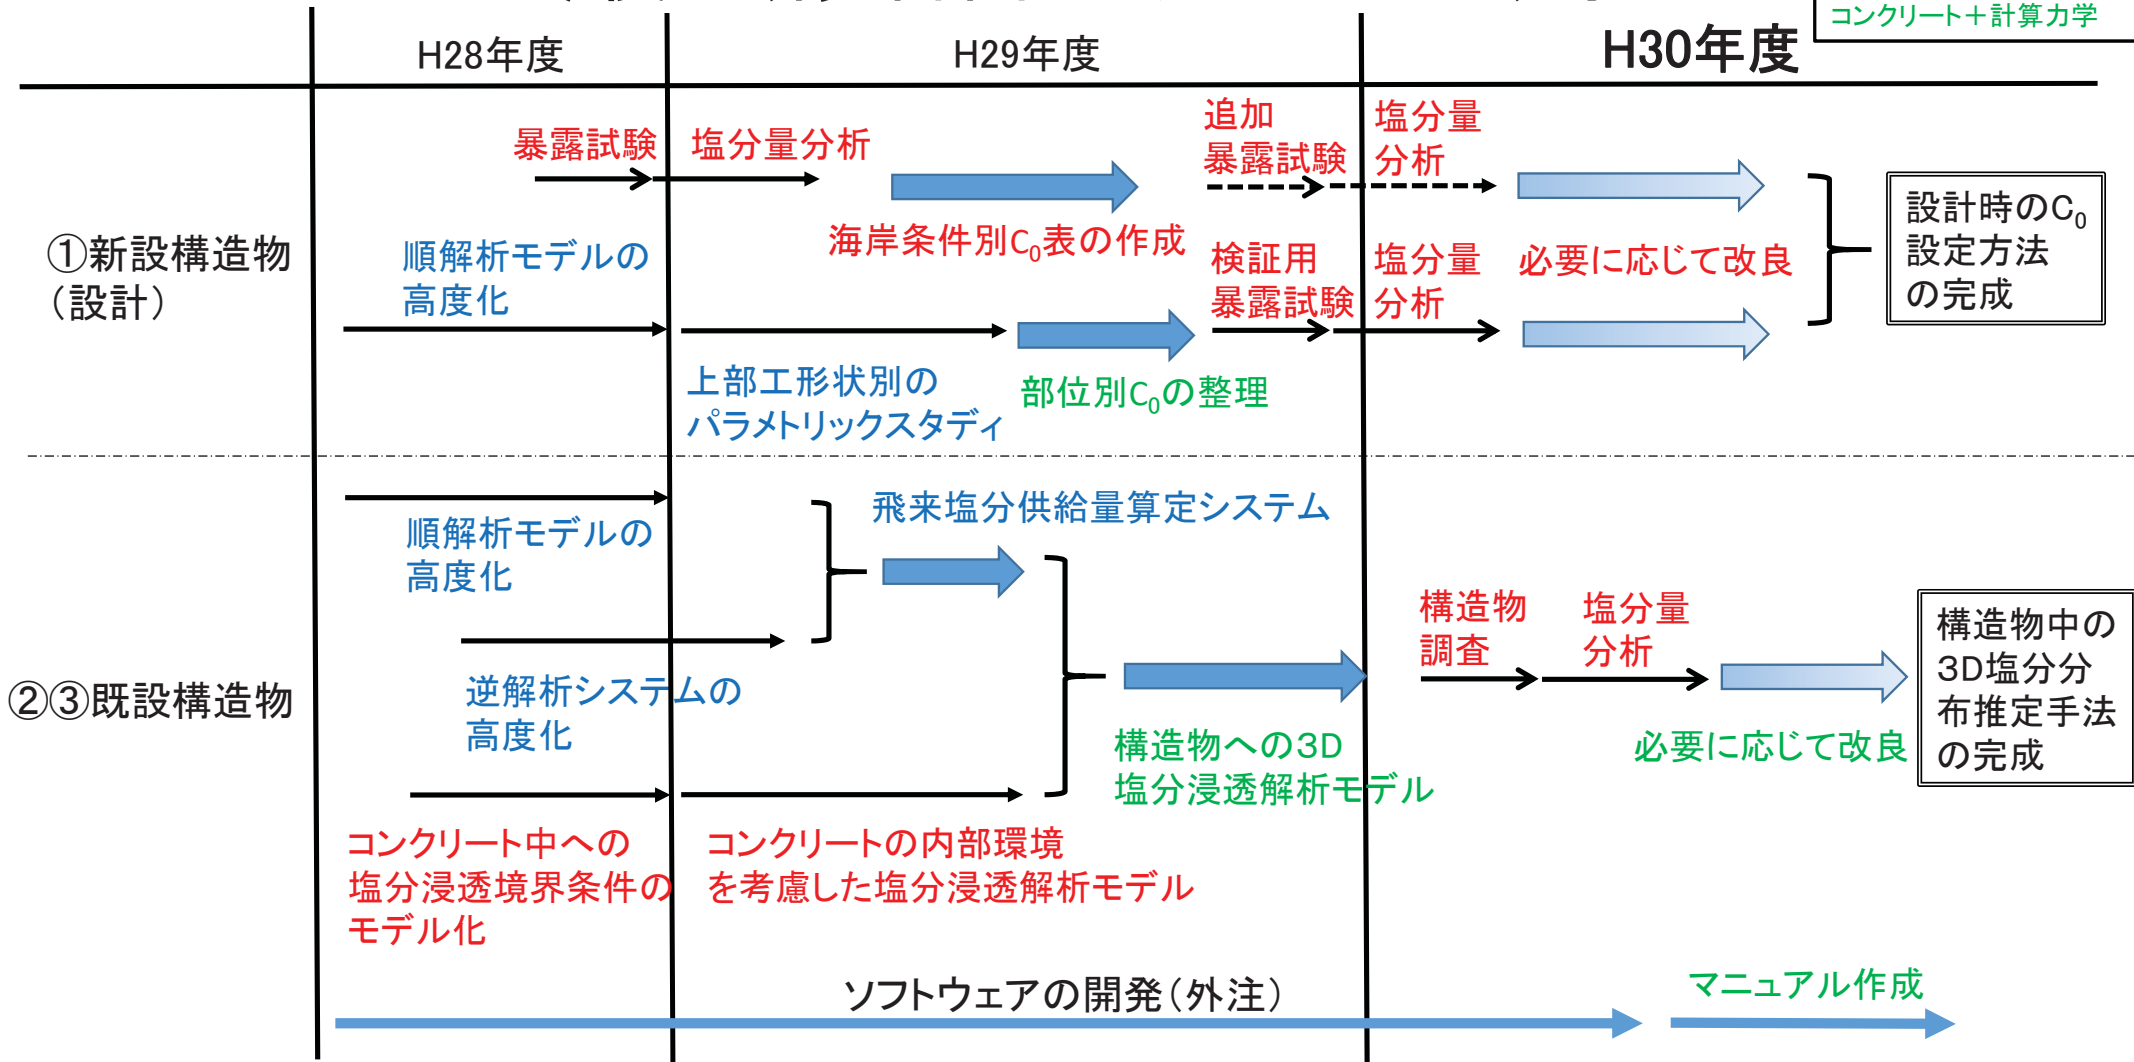 コンクリート＋計算力学
H28年度
H29年度
H30年度
①新設構造物
（設計）
暴露試験
塩分量分析
海岸条件別C₀表の作成
追加
暴露試験
塩分量
分析
順解析モデルの
高度化
上部工形状別の
パラメトリックスタディ
部位別C₀の整理
検証用
暴露試験
塩分量
分析
必要に応じて改良
設計時のC₀
設定方法
の完成
②③既設構造物
順解析モデルの
高度化
逆解析システムの
高度化
飛来塩分供給量算定システム
コンクリート中への
塩分浸透境界条件の
モデル化
コンクリートの内部環境
を考慮した塩分浸透解析モデル
構造物への3D
塩分浸透解析モデル
構造物
調査
塩分量
分析
必要に応じて改良
構造物中の
3D塩分分
布推定手法
の完成
ソフトウェアの開発（外注）
マニュアル作成